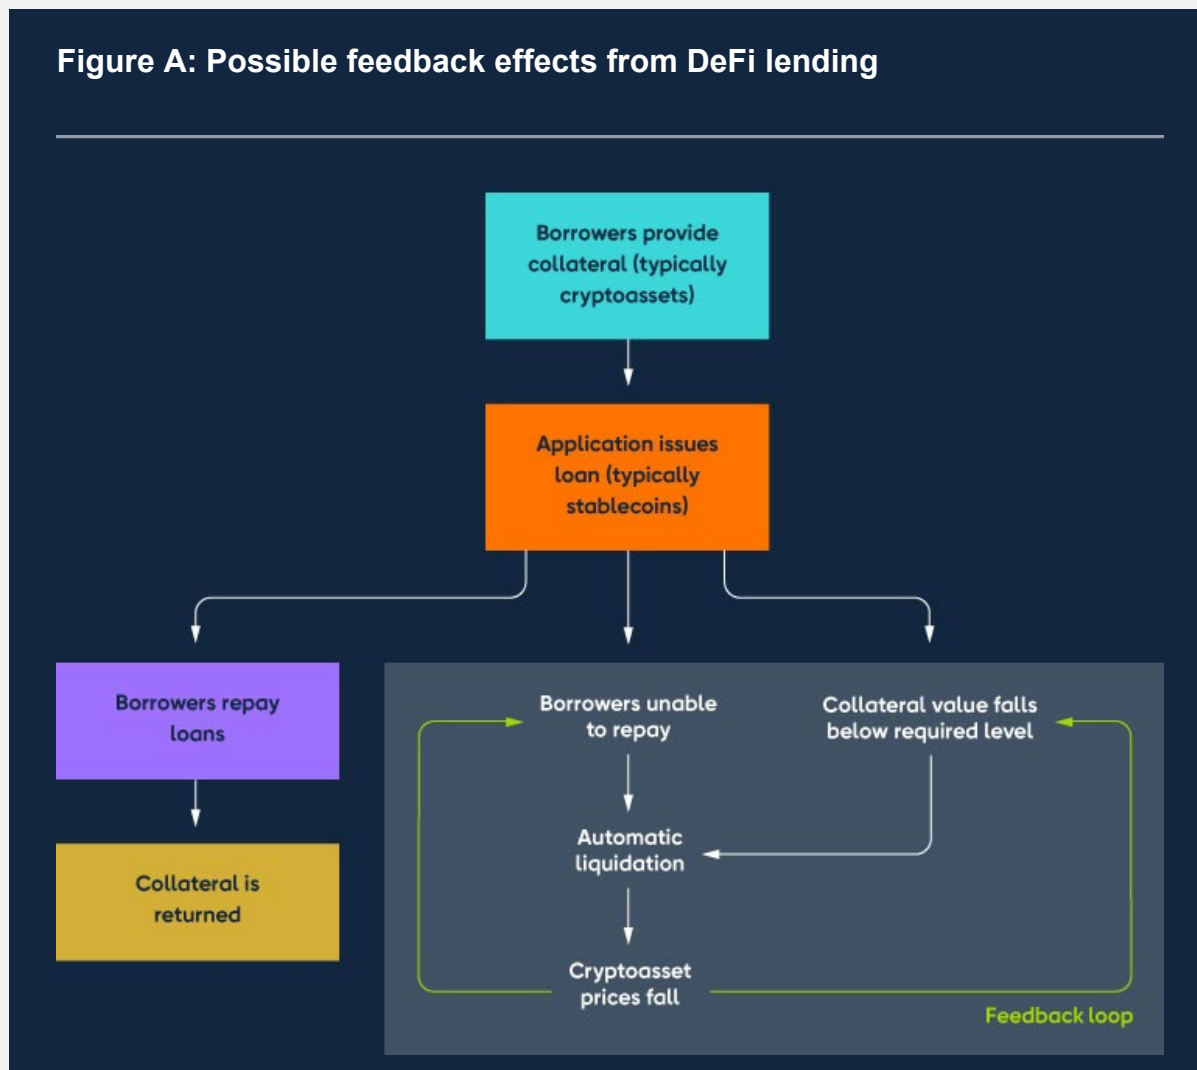 Figure A: Possible feedback effects from DeFi lending
Borrowers provide
collateral (typically
cryptoassets)
Application issues
loan (typically
stablecoins)
Borrowers repay
loans
Collateral is
returned
Borrowers unable
to repay
Collateral value falls
below required level
Automatic
liquidation
Cryptoasset
prices fall
Feedback loop